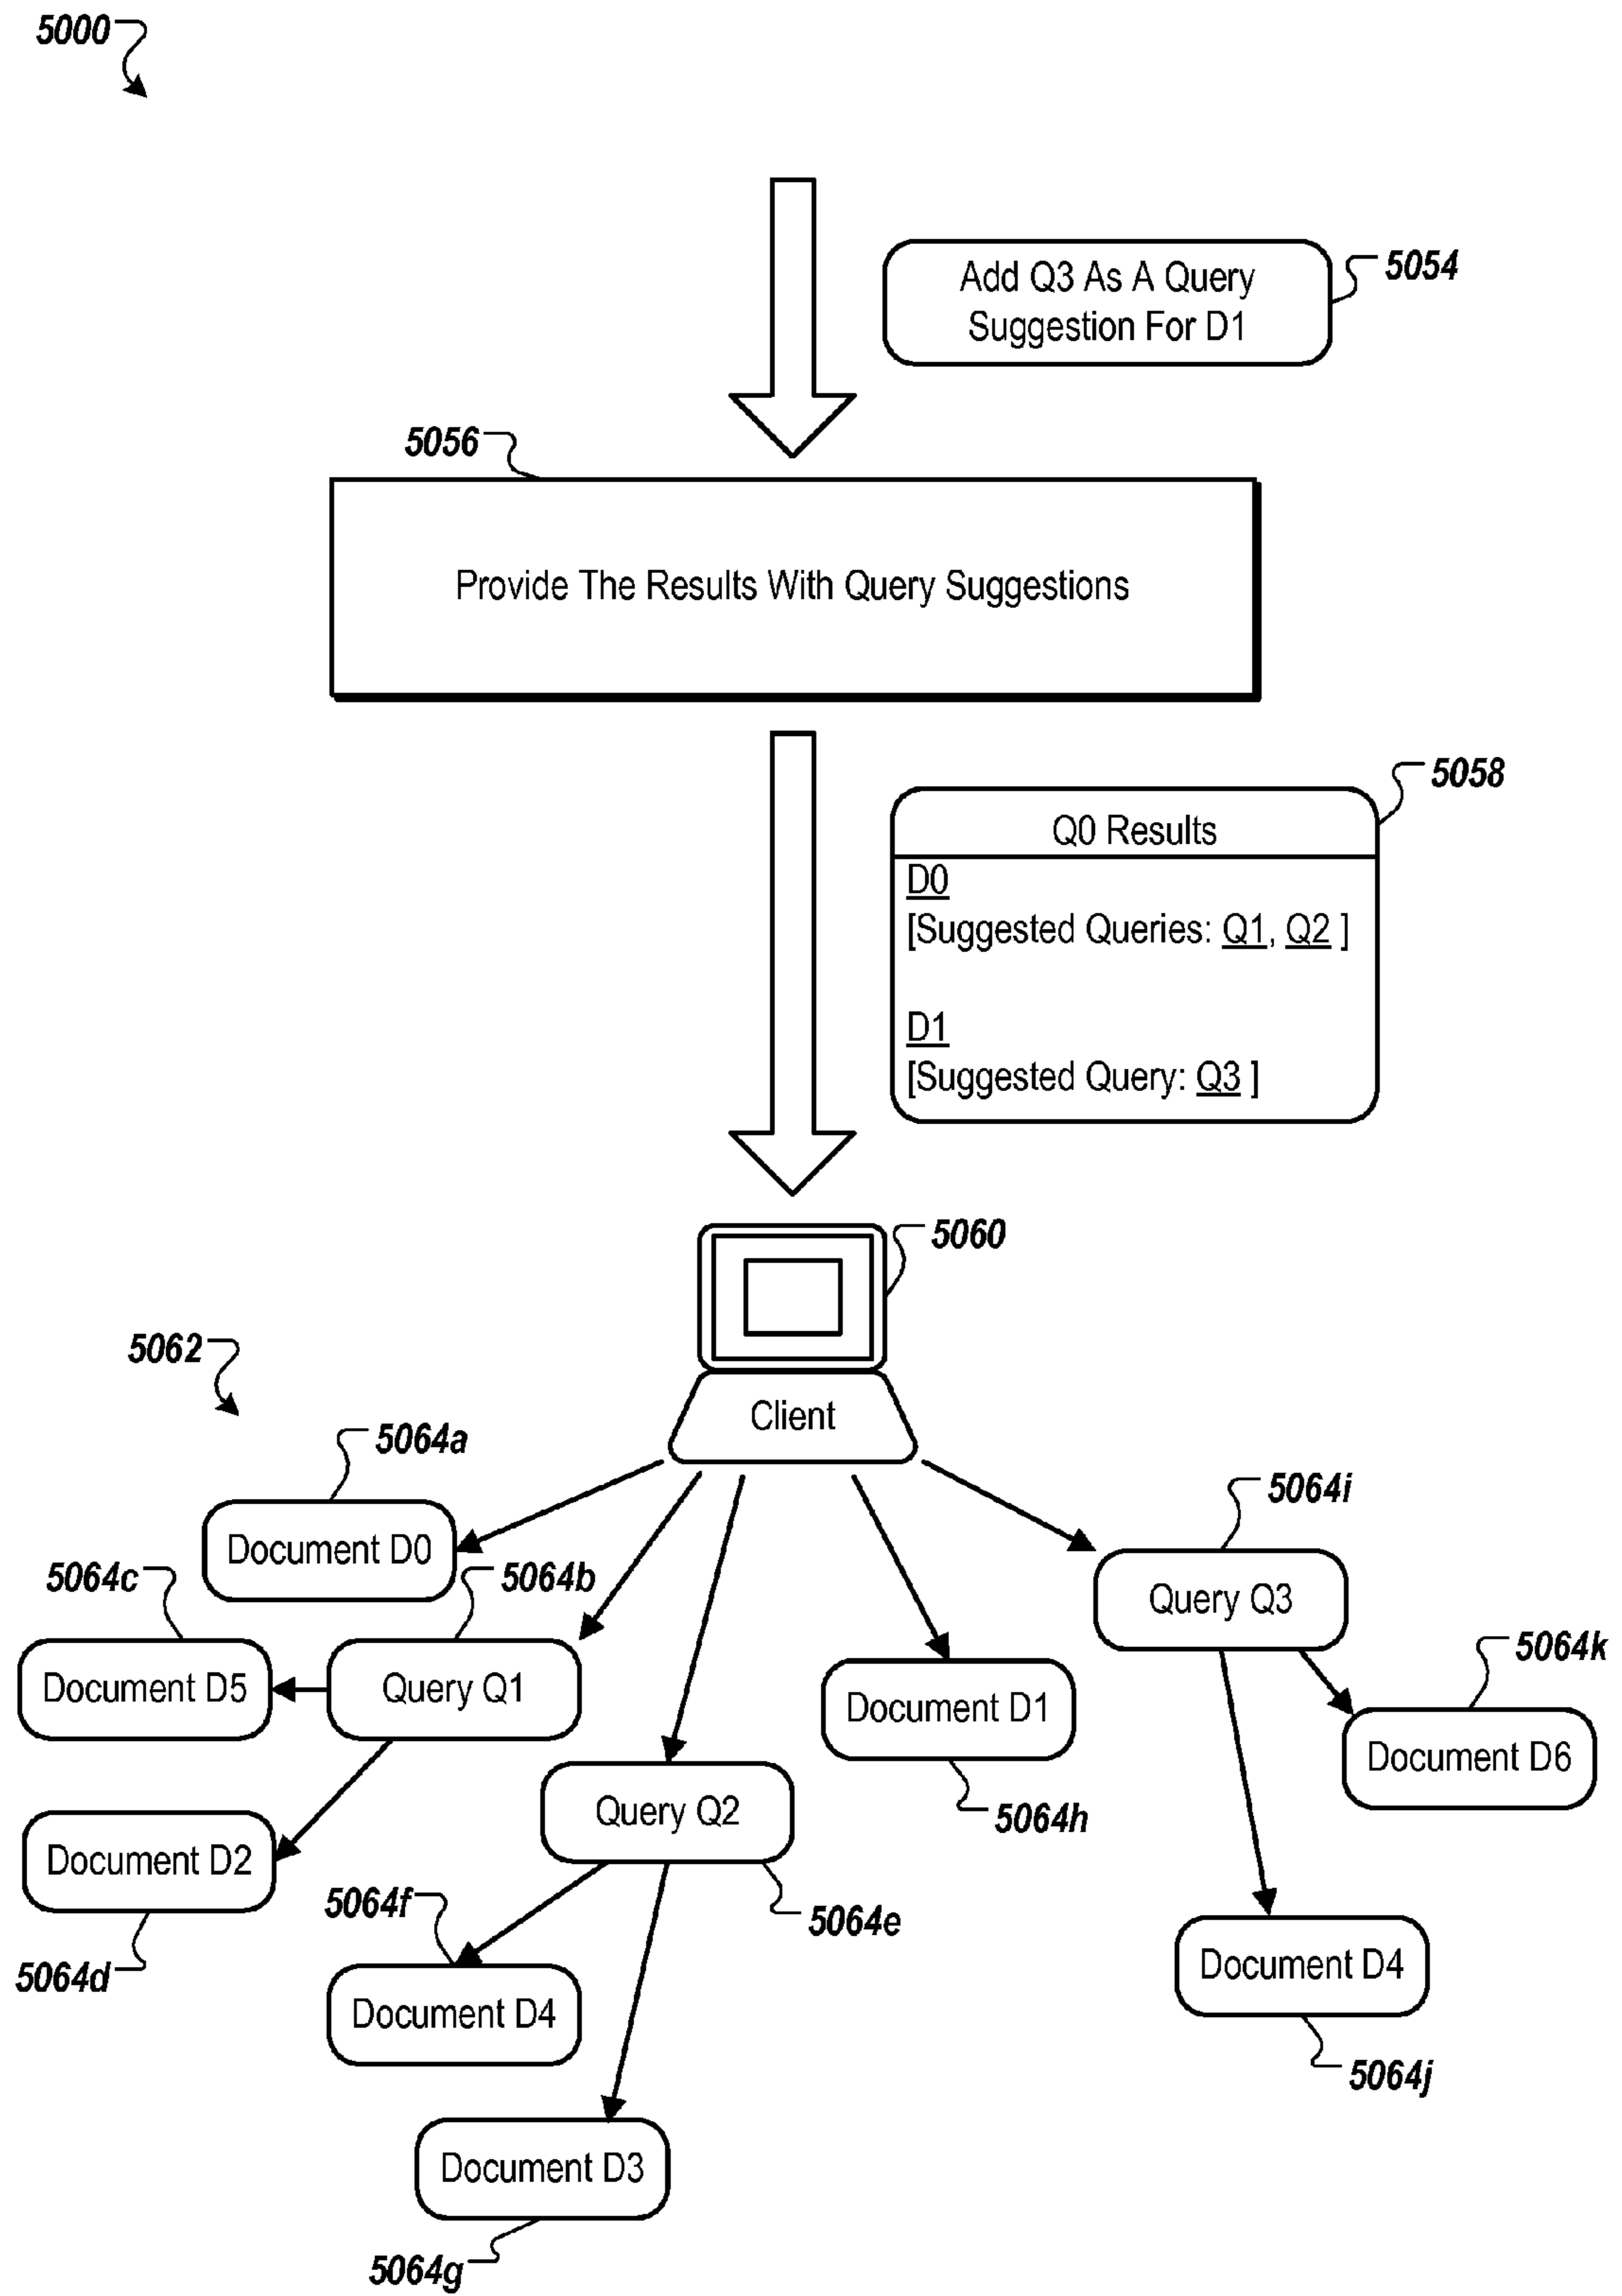 5000
Add Q3 As A Query
Suggestion For D1
5054
5056
Provide The Results With Query Suggestions
5058
Q0 Results
D0
[Suggested Queries: Q1, Q2 ]
D1
[Suggested Query: Q3 ]
5060
Client
5062
5064a
Document D0
5064b
Query Q1
5064c
Document D5
Document D2
5064d
Query Q2
5064e
5064f
Document D4
Document D3
5064g
Document D1
5064h
5064i
Query Q3
5064k
Document D6
Document D4
5064j